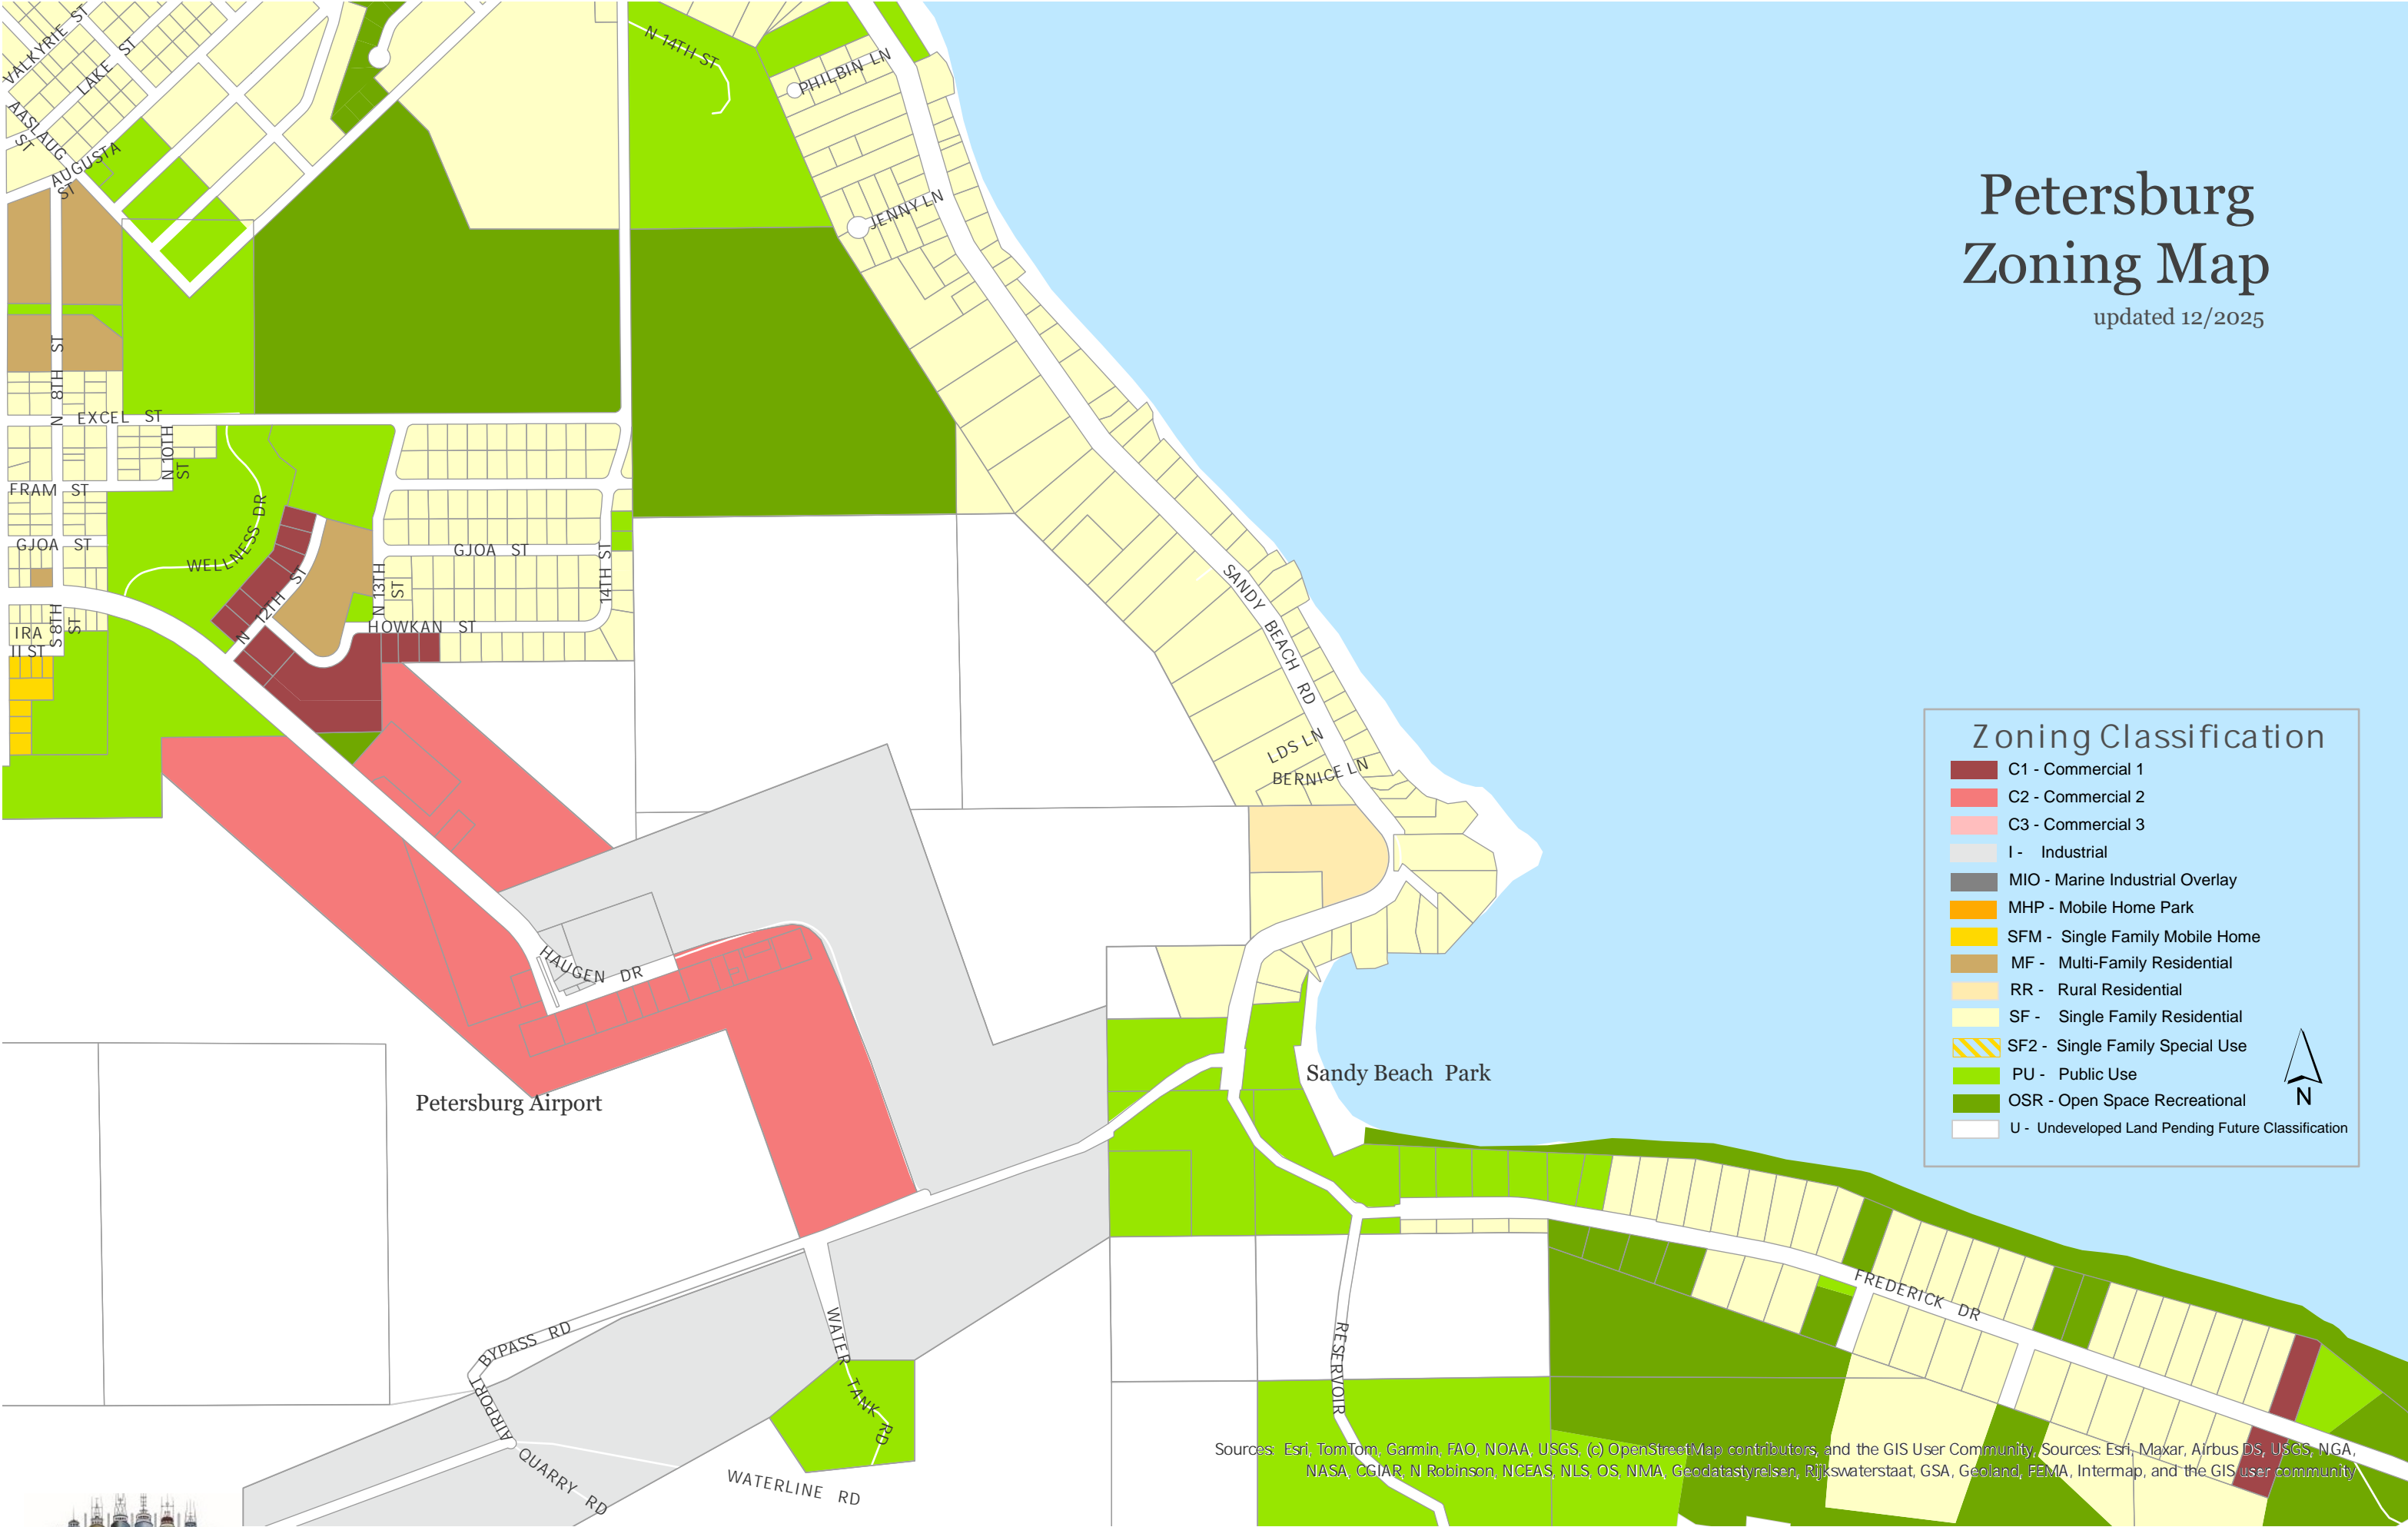 Petersburg
Zoning Map
updated 12/2025
VALKYRIE ST
LAKE ST
AASLAUG ST
AUGUSTA ST
N 14TH ST
PHILBIN LN
JENNY LN
N 8TH ST
EXCEL ST
N 10TH ST
FRAM ST
WELLNESS DR
GJOA ST
GJOA ST
14TH ST
N 13TH ST
N 12TH ST
HOWKAN ST
S 8TH ST
IRA
II ST
SANDY BEACH RD
LDS LN
BERNICE LN
HAUGEN DR
Petersburg Airport
Sandy Beach Park
BYPASS RD
AIRPORT
QUARRY RD
WATER TANK RD
WATERLINE RD
RESERVOIR
FREDERICK DR
Zoning Classification
C1 - Commercial 1
C2 - Commercial 2
C3 - Commercial 3
I - Industrial
MIO - Marine Industrial Overlay
MHP - Mobile Home Park
SFM - Single Family Mobile Home
MF - Multi-Family Residential
RR - Rural Residential
SF - Single Family Residential
SF2 - Single Family Special Use
PU - Public Use
OSR - Open Space Recreational
U - Undeveloped Land Pending Future Classification
N
Sources: Esri, TomTom, Garmin, FAO, NOAA, USGS, (c) OpenStreetMap contributors, and the GIS User Community, Sources: Esri, Maxar, Airbus DS, USGS, NGA,
NASA, CGIAR, N Robinson, NCEAS, NLS, OS, NMA, Geodatastyrelsen, Rijkswaterstaat, GSA, Geoland, FEMA, Intermap, and the GIS user community